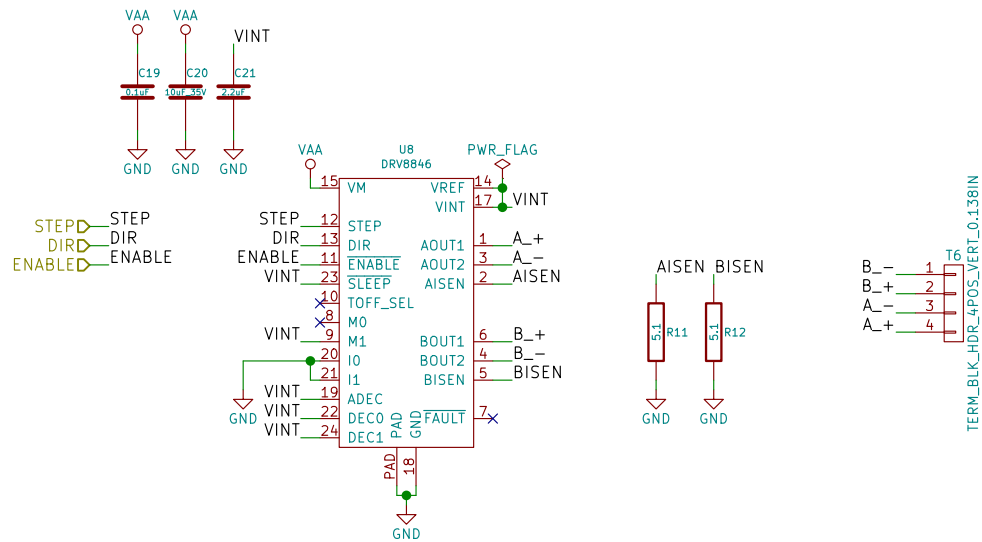 VAA
VAA
VINT
C19
C20
C21
0.1uF
10uF_35V
2.2uF
GND
GND
GND
VAA
U8
DRV8846
PWR_FLAG
15
VM
VREF
14
VINT
17
VINT
STEP
STEP
DIR
DIR
ENABLE
ENABLE
STEP
12
STEP
DIR
13
DIR
AOUT1
1
A_+
ENABLE
11
ENABLE
AOUT2
3
A_-
VINT
23
SLEEP
AISEN
2
AISEN
10
TOFF_SEL
8
M0
VINT
9
M1
BOUT1
6
B_+
20
I0
BOUT2
4
B_-
21
I1
BISEN
5
BISEN
VINT
19
ADEC
VINT
22
DEC0
FAULT
7
VINT
24
DEC1
PAD
GND
PAD
18
GND
GND
AISEN
BISEN
5.1
R11
5.1
R12
GND
GND
T6
B_-
1
B_+
2
A_-
3
A_+
4
TERM_BLK_HDR_4POS_VERT_0.138IN